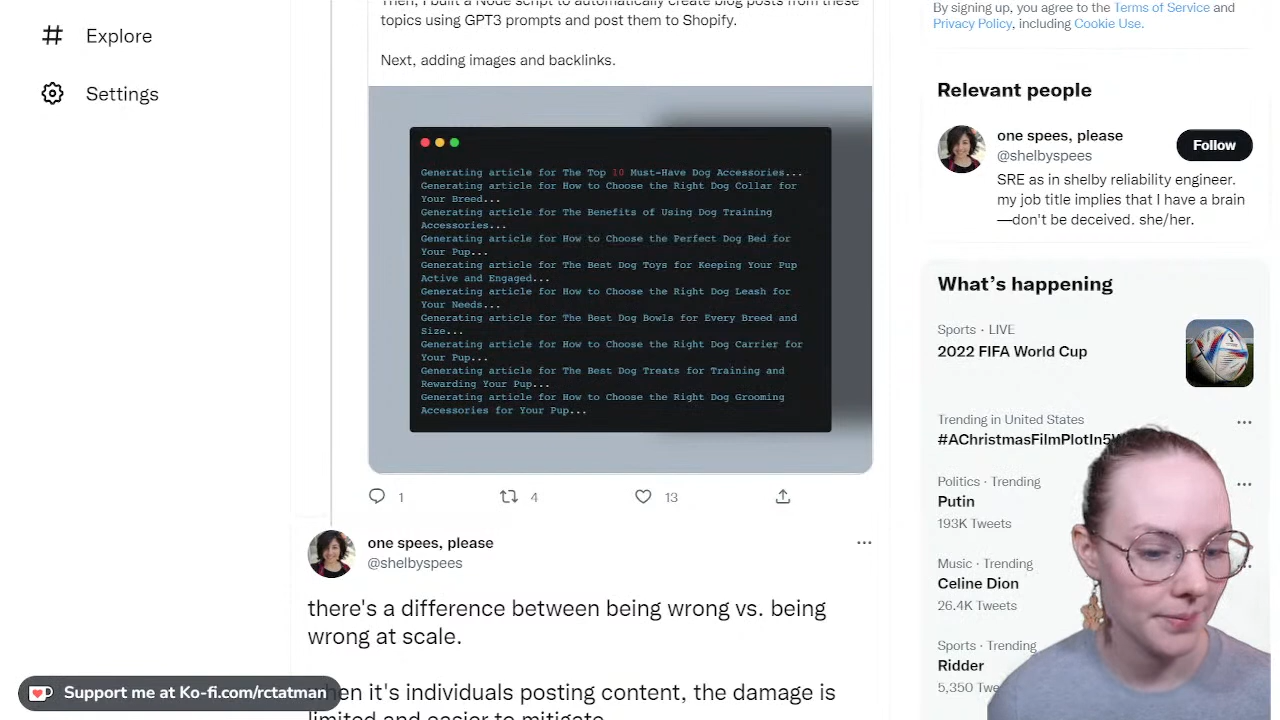 Explore
Settings
Then, I built a Node script to automatically create blog posts from these
topics using GPT3 prompts and post them to Shopify.
Next, adding images and backlinks.
Generating article for The Top 10 Must-Have Dog Accessories...
Generating article for How to Choose the Right Dog Collar for
Your Breed...
Generating article for The Benefits of Using Dog Training
Accessories...
Generating article for How to Choose the Perfect Dog Bed for
Your Pup...
Generating article for The Best Dog Toys for Keeping Your Pup
Active and Engaged...
Generating article for How to Choose the Right Dog Leash for
Your Needs...
Generating article for The Best Dog Bowls for Every Breed and
Size...
Generating article for How to Choose the Right Dog Carrier for
Your Pup...
Generating article for The Best Dog Treats for Training and
Rewarding Your Pup...
Generating article for How to Choose the Right Dog Grooming
Accessories for Your Pup...
1
4
13
one spees, please
@shelbyspees
there's a difference between being wrong vs. being
wrong at scale.
it's individuals posting content, the damage is
limited and easier to mitigate
Support me at Ko-fi.com/rctatman
By signing up, you agree to the Terms of Service and
Privacy Policy, including Cookie Use.
Relevant people
one spees, please
@shelbyspees
Follow
SRE as in shelby reliability engineer.
my job title implies that I have a brain
—don't be deceived. she/her.
What's happening
Sports · LIVE
2022 FIFA World Cup
Trending in United States
#AChristmasFilmPlotIn5
Politics · Trending
Putin
193K Tweets
Music · Trending
Celine Dion
26.4K Tweets
Sports · Trending
Ridder
5,350